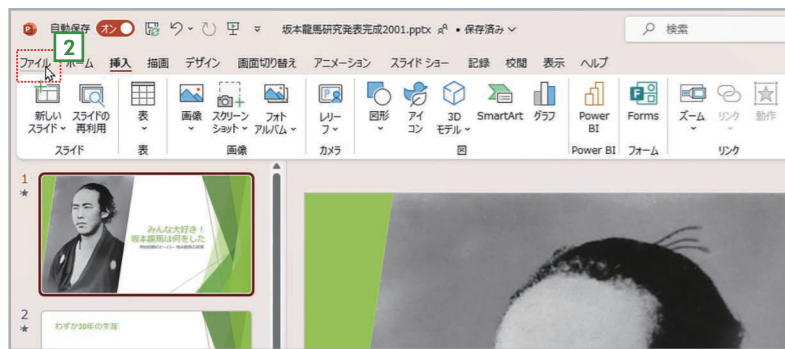 自動保存 オン 坂本龍馬研究発表完成2001.pptx • 保存済み 検索
2
ファイル ホーム 挿入 描画 デザイン 画面切り替え アニメーション スライド ショー 記録 校閲 表示 ヘルプ
新しい スライドの 表 画像 スクリーン フォト レリー 図形 アイ 3D SmartArt グラフ Power Forms ズーム リンク 動作
スライド 再利用 ショット アルバム フ コン モデル BI
スライド 表 画像 カメラ 図 Power BI フォーム リンク
1
みんな大好き!
坂本龍馬は何をした
2
わずか30年の生涯